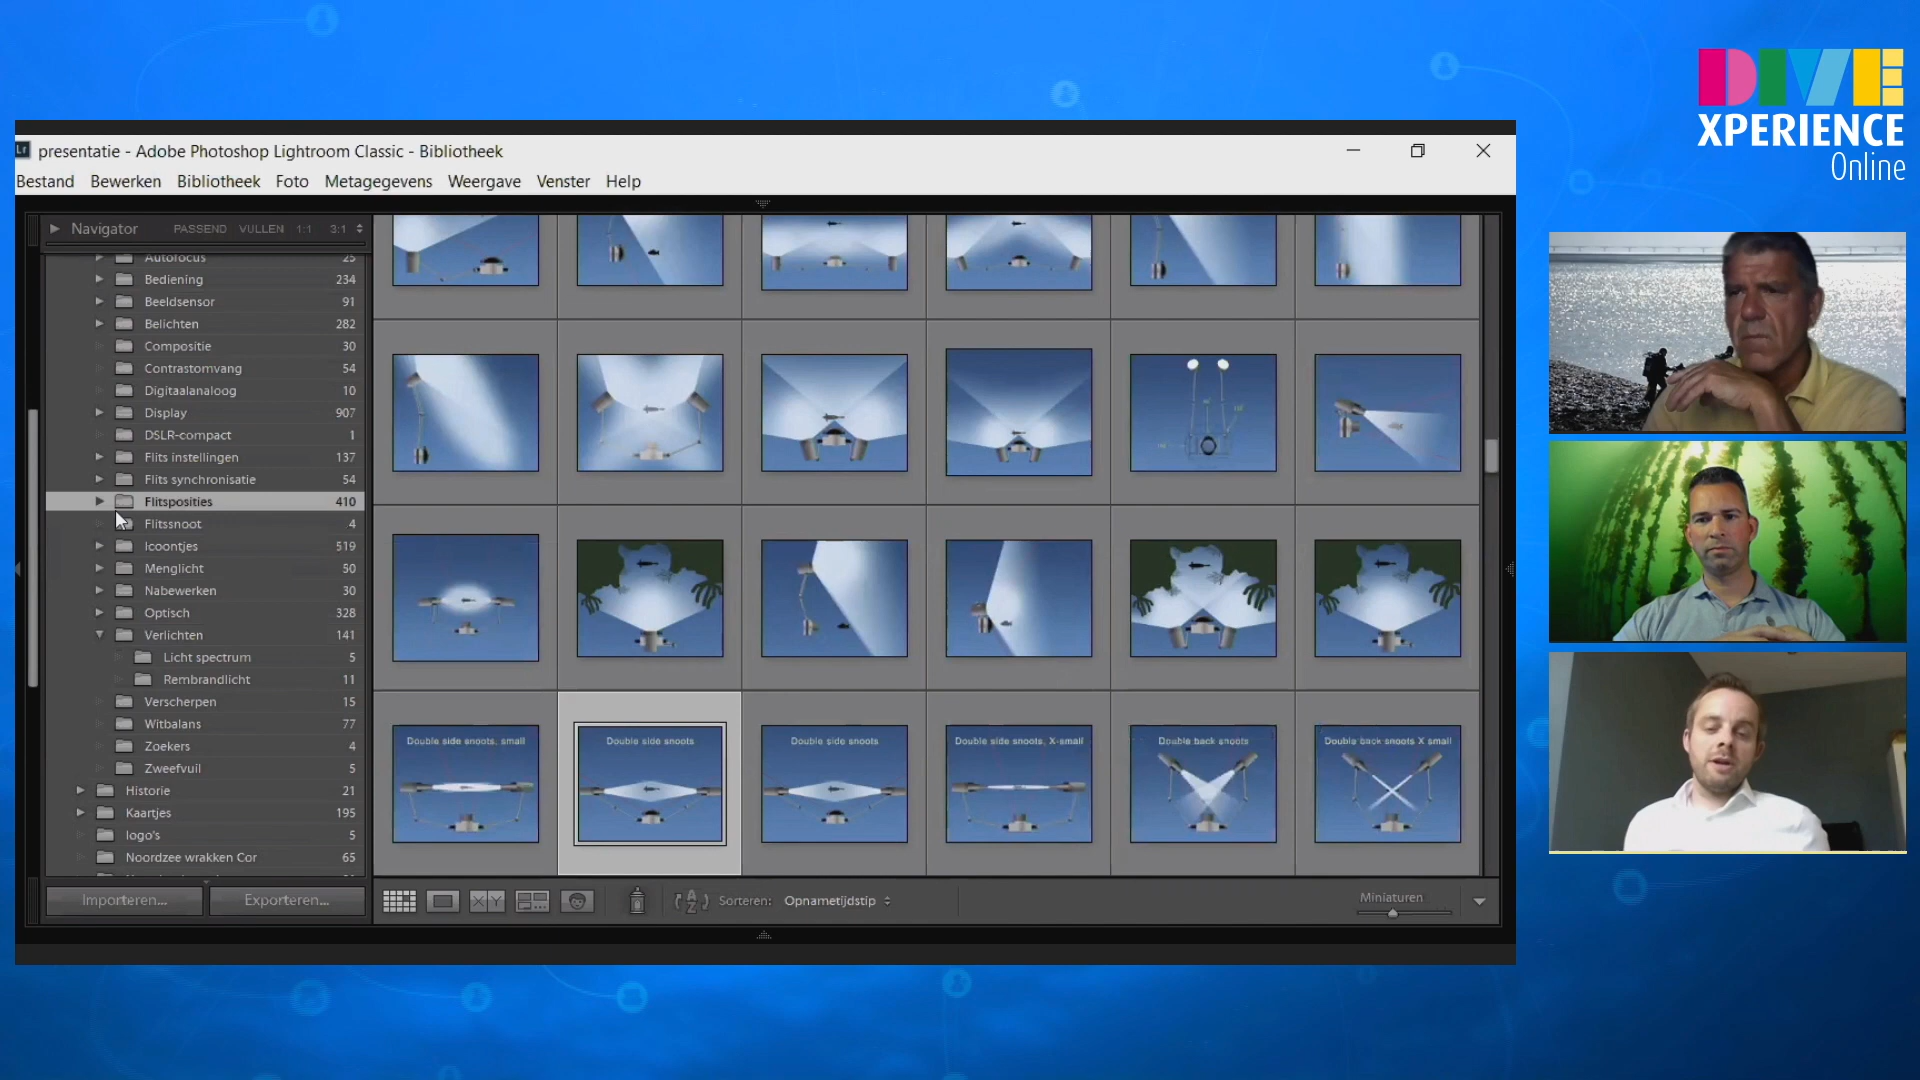 DIVE
XPERIENCE
Online
Lr presentatie - Adobe Photoshop Lightroom Classic - Bibliotheek
Bestand Bewerken Bibliotheek Foto Metagegevens Weergave Venster Help
Navigator PASSEND VULLEN 1:1 3:1
Autofocus 25
Bediening 234
Beeldsensor 91
Belichten 282
Compositie 30
Contrastomvang 54
Digitaalanaloog 10
Display 907
DSLR-compact 1
Flits instellingen 137
Flits synchronisatie 54
Flitsposities 410
Flitssnoot 4
Icoontjes 519
Menglicht 50
Nabewerken 30
Optisch 328
Verlichten 141
Licht spectrum 5
Rembrandlicht 11
Verscherpen 15
Witbalans 77
Zoekers 4
Zweefvuil 5
Historie 21
Kaartjes 195
logo's 5
Noordzee wrakken Cor 65
Importeren... Exporteren...
Double side snoots, small
Double side snoots
Double side snoots
Double side snoots, X-small
Double back snoots
Double back snoots X small
XY
AZ
Sorteren: Opnametijdstip
Miniaturen